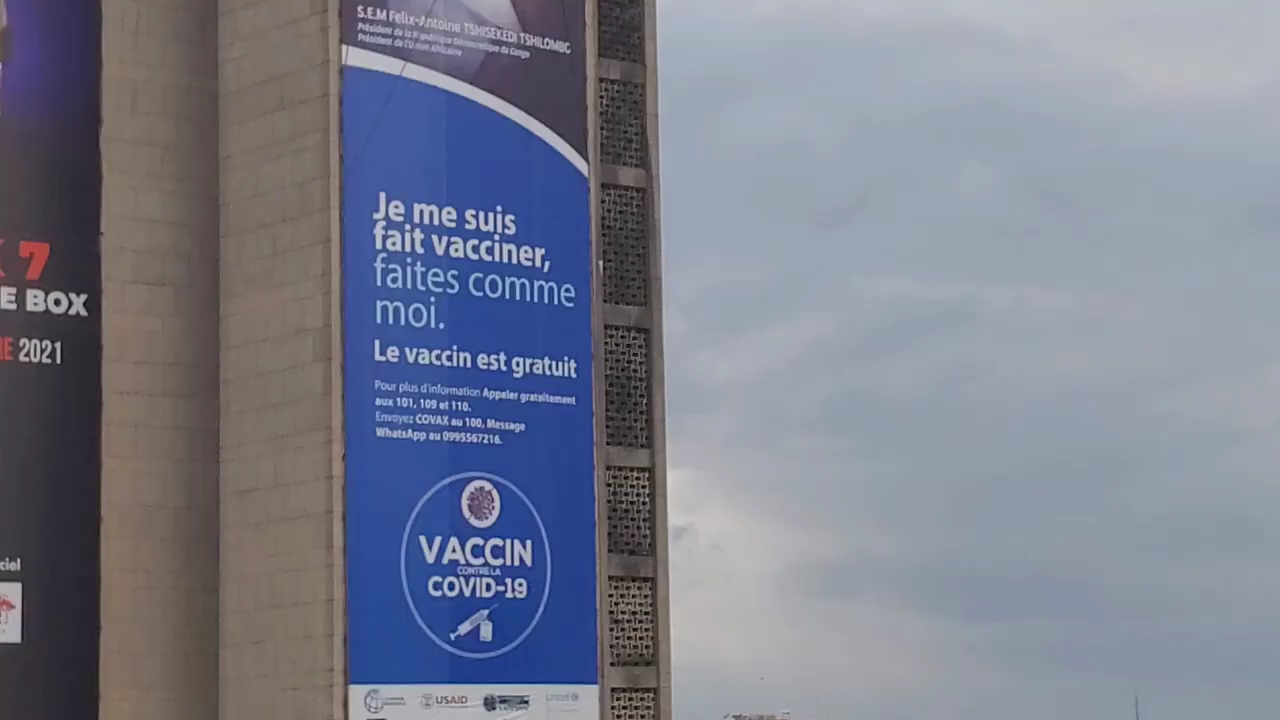 S.E.M Felix-Antoine TSHISEKEDI TSHILOMBO
Président de la République Démocratique du Congo
Président de l'Union Africaine
Je me suis
fait vacciner,
faites comme
moi.
Le vaccin est gratuit
Pour plus d'information Appeler gratuitement
aux 101, 109 et 110.
Envoyez COVAX au 100, Message
WhatsApp au 0995567216.
VACCIN
CONTRE LA
COVID-19
USAID
unicef
7
E BOX
2021
ciel